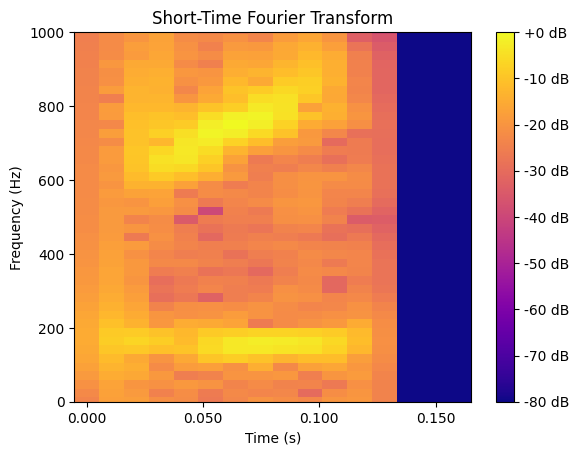 Short-Time Fourier Transform
1000
800
600
400
200
0
Frequency (Hz)
0.000
0.050
0.100
0.150
Time (s)
+0 dB
-10 dB
-20 dB
-30 dB
-40 dB
-50 dB
-60 dB
-70 dB
-80 dB